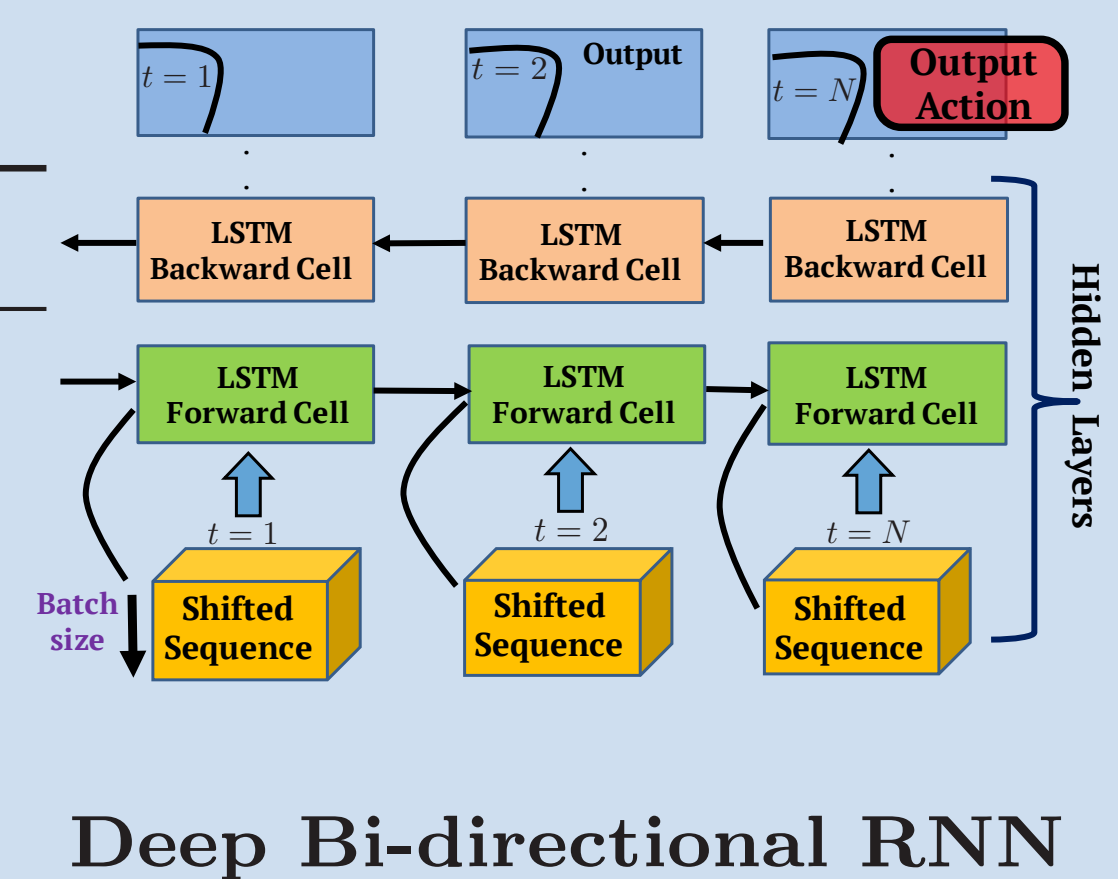 t = 1
t = 2
Output
t = N
Output
Action
LSTM
Backward Cell
LSTM
Backward Cell
LSTM
Backward Cell
LSTM
Forward Cell
LSTM
Forward Cell
LSTM
Forward Cell
Hidden Layers
t = 1
t = 2
t = N
Batch
size
Shifted
Sequence
Shifted
Sequence
Shifted
Sequence
Deep Bi-directional RNN